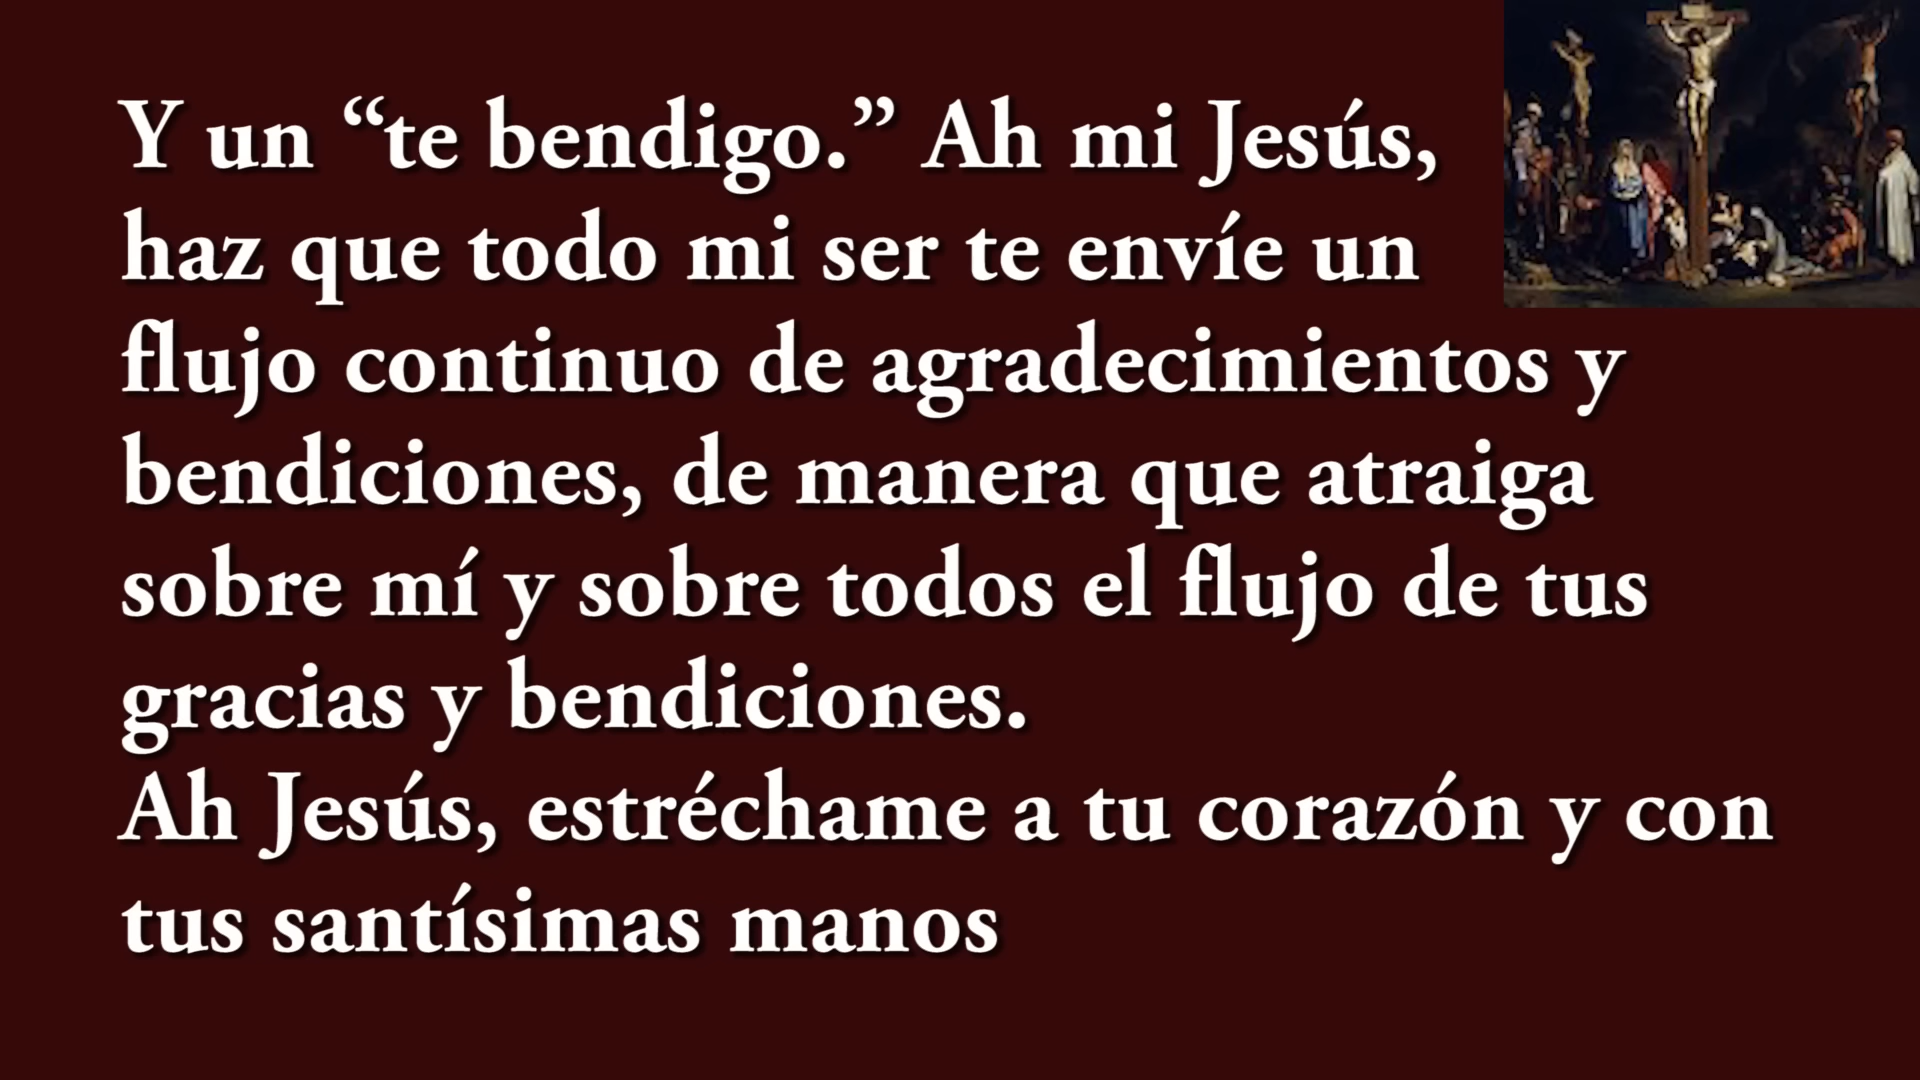 Y un “te bendigo.” Ah mi Jesús,
haz que todo mi ser te envíe un
flujo continuo de agradecimientos y
bendiciones, de manera que atraiga
sobre mí y sobre todos el flujo de tus
gracias y bendiciones.
Ah Jesús, estréchame a tu corazón y con
tus santísimas manos